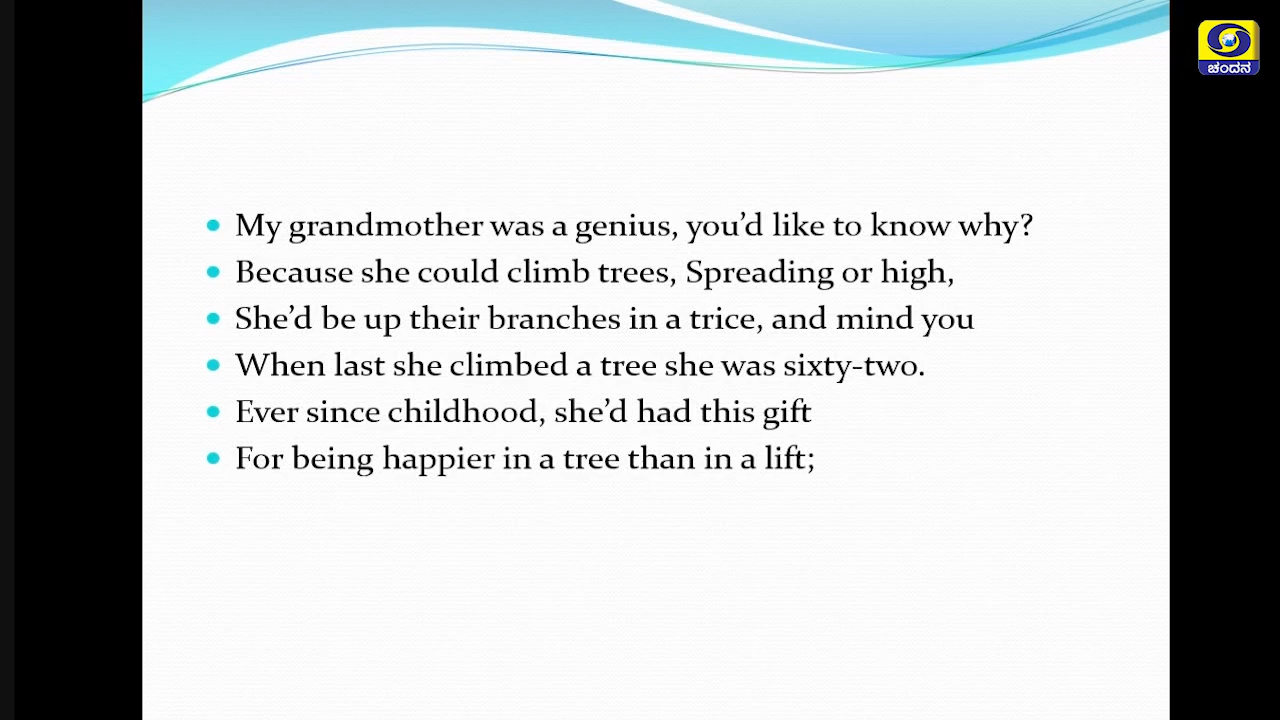 ಚಂದನ
My grandmother was a genius, you'd like to know why?
Because she could climb trees, Spreading or high,
She'd be up their branches in a trice, and mind you
When last she climbed a tree she was sixty-two.
Ever since childhood, she'd had this gift
For being happier in a tree than in a lift;